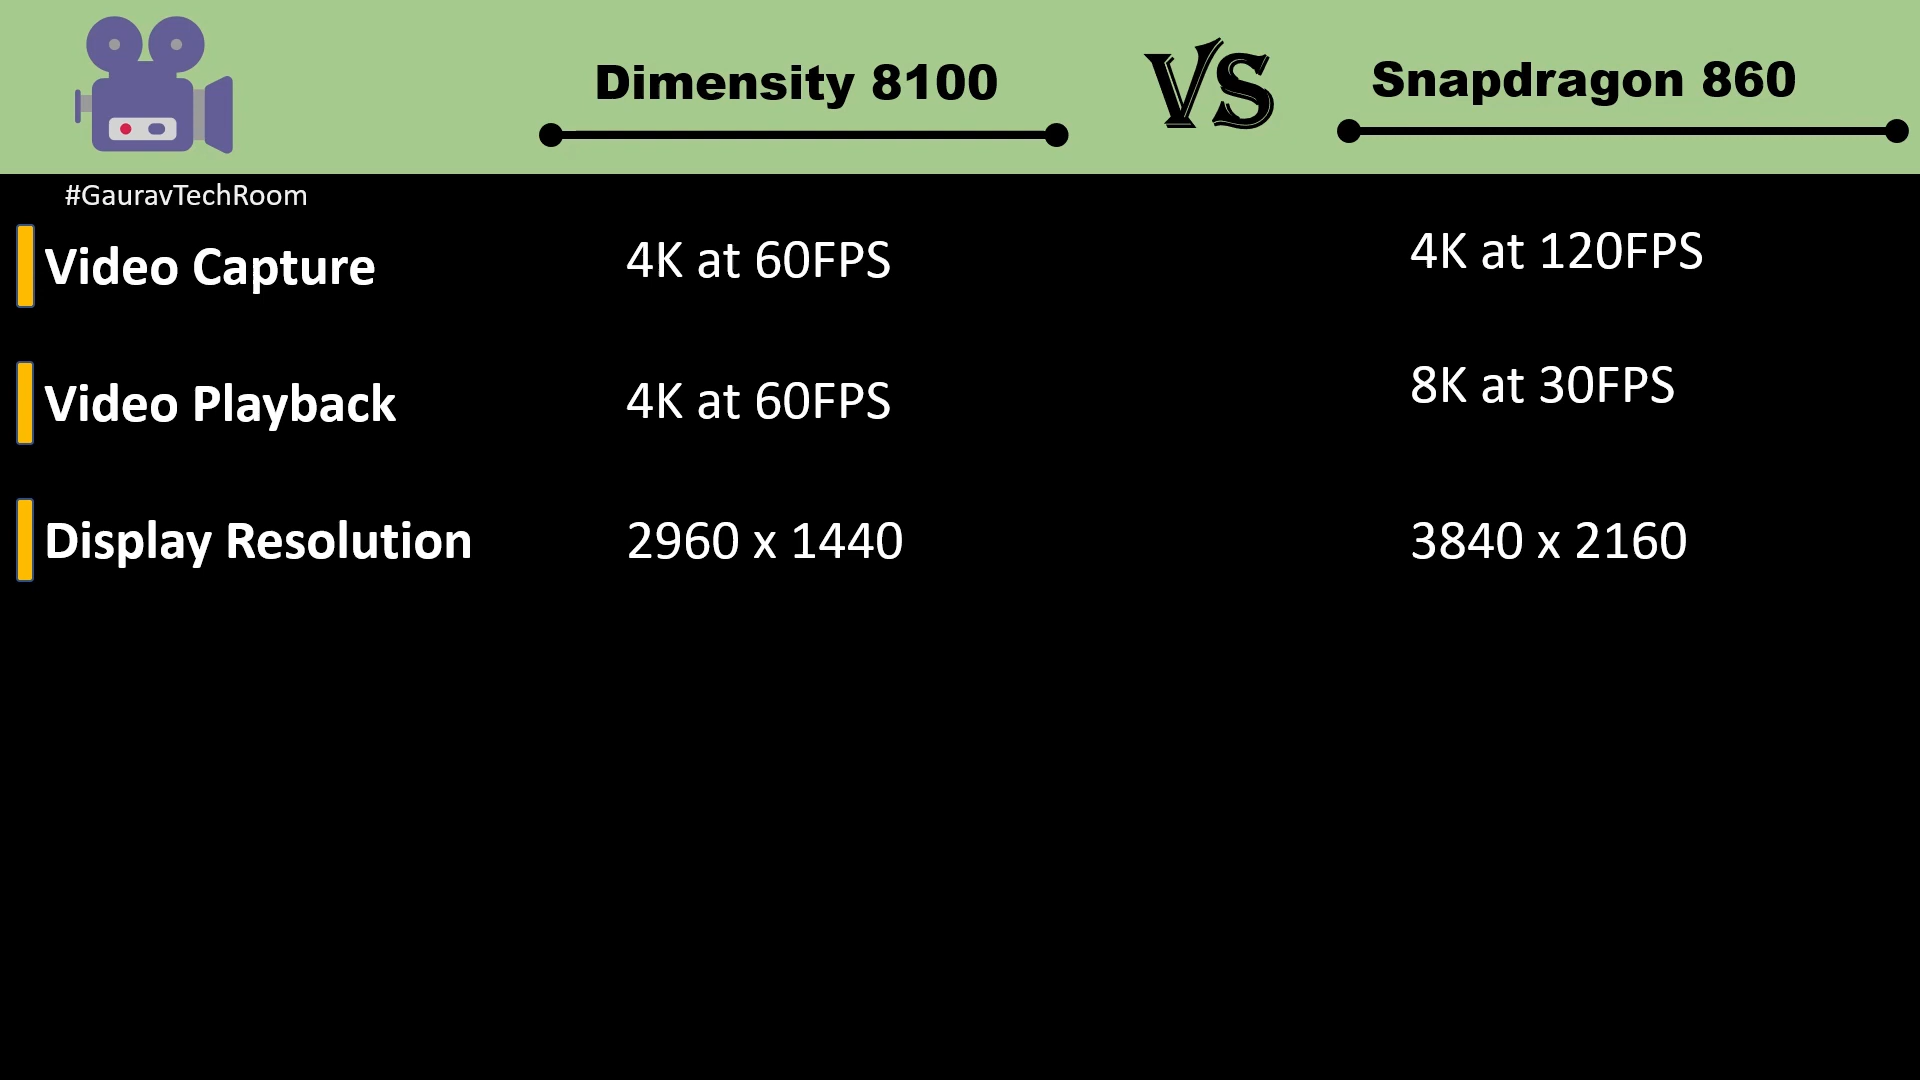 Dimensity 8100 VS Snapdragon 860
#GauravTechRoom
Video Capture 4K at 60FPS 4K at 120FPS
Video Playback 4K at 60FPS 8K at 30FPS
Display Resolution 2960 x 1440 3840 x 2160